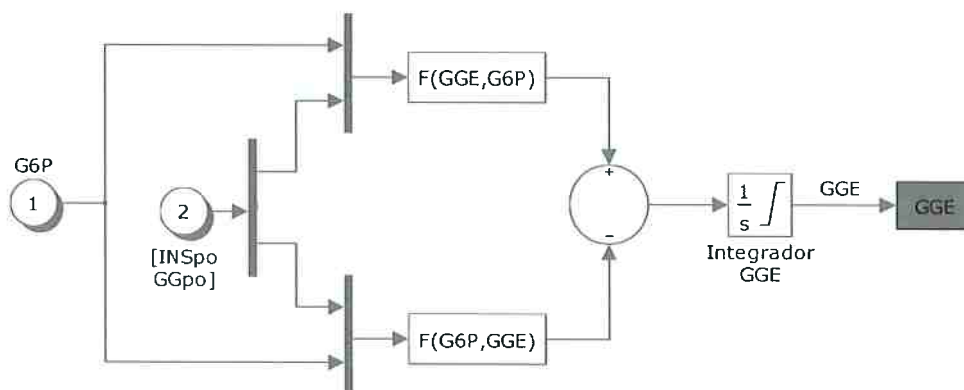 G6P
1
2
[INSpo
GGpo]
F(GGE,G6P)
F(G6P,GGE)
+
-
1
s
Integrador
GGE
GGE
GGE